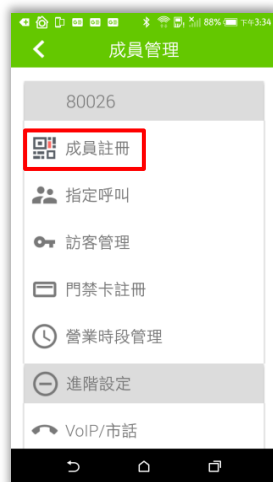 88% 下午3:34
成員管理
80026
成員註冊
指定呼叫
訪客管理
門禁卡註冊
營業時段管理
進階設定
VoIP/市話